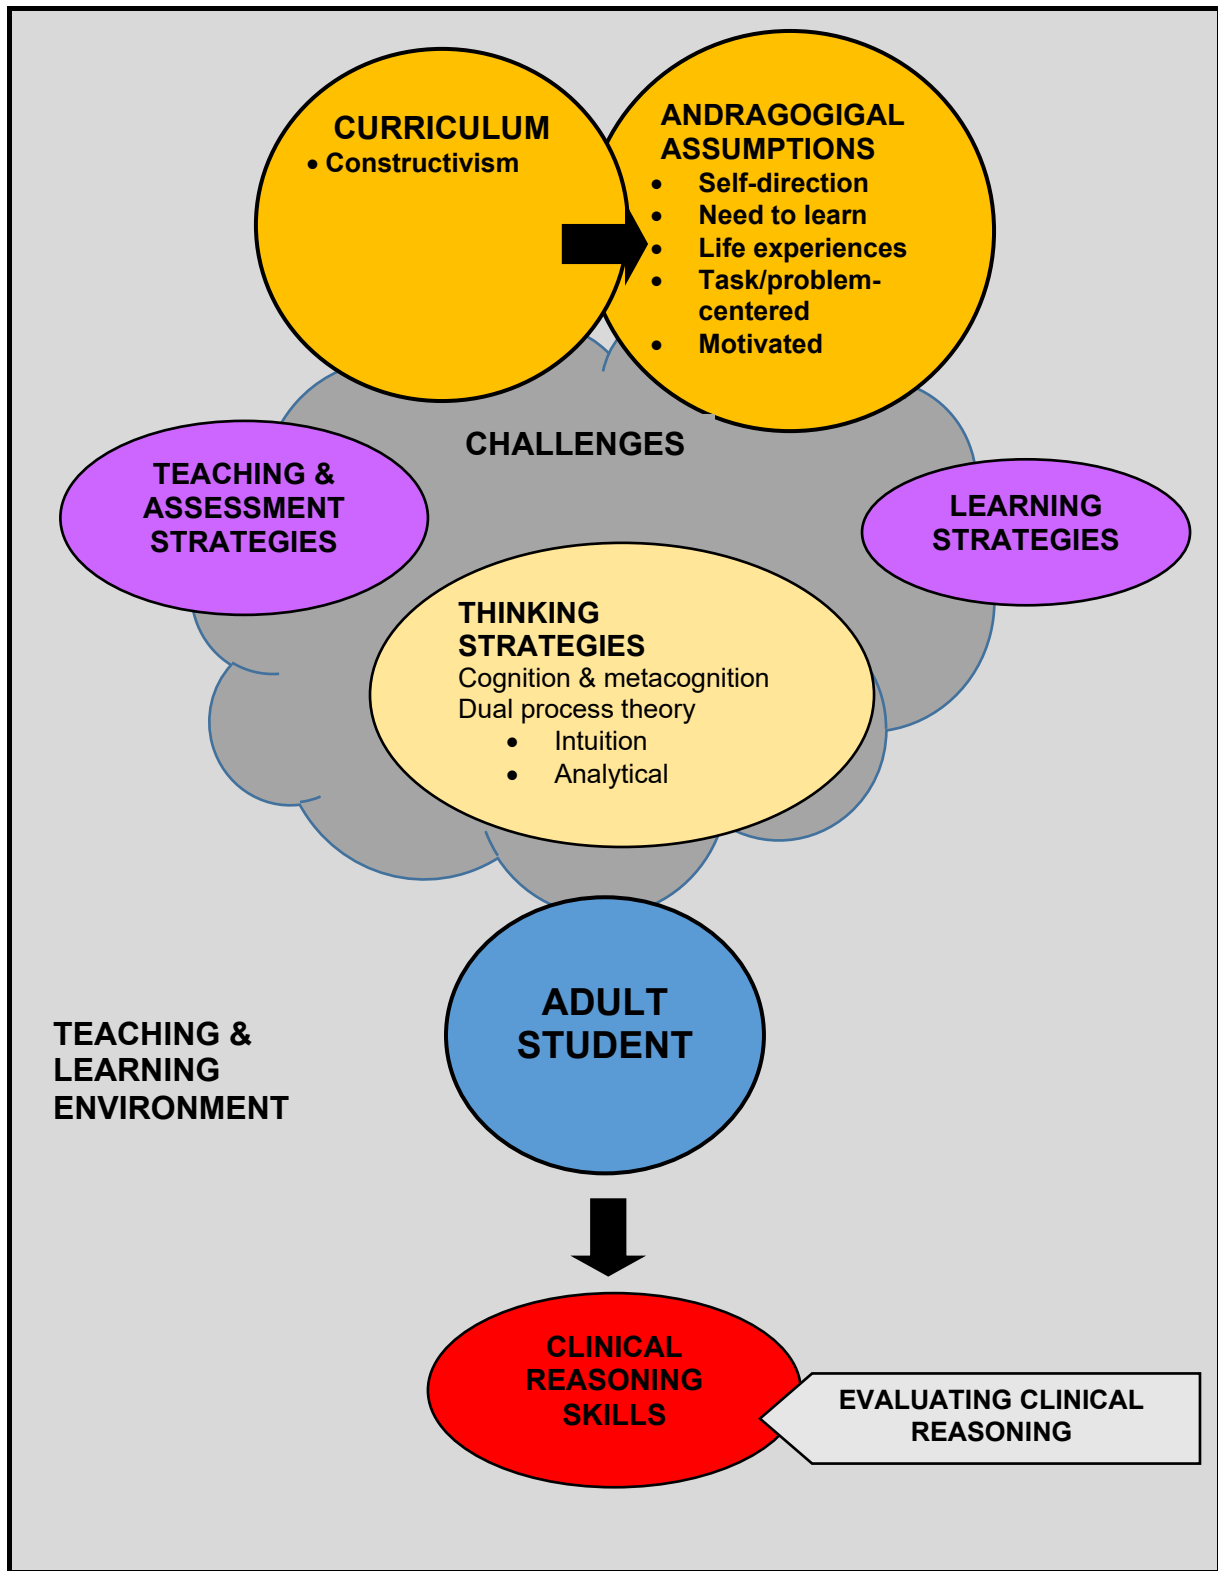 CURRICULUM
• Constructivism
ANDRAGOGIGAL
ASSUMPTIONS
• Self-direction
• Need to learn
• Life experiences
• Task/problem-
centered
• Motivated
CHALLENGES
TEACHING &
ASSESSMENT
STRATEGIES
LEARNING
STRATEGIES
THINKING
STRATEGIES
Cognition & metacognition
Dual process theory
• Intuition
• Analytical
ADULT
STUDENT
TEACHING &
LEARNING
ENVIRONMENT
CLINICAL
REASONING
SKILLS
EVALUATING CLINICAL
REASONING